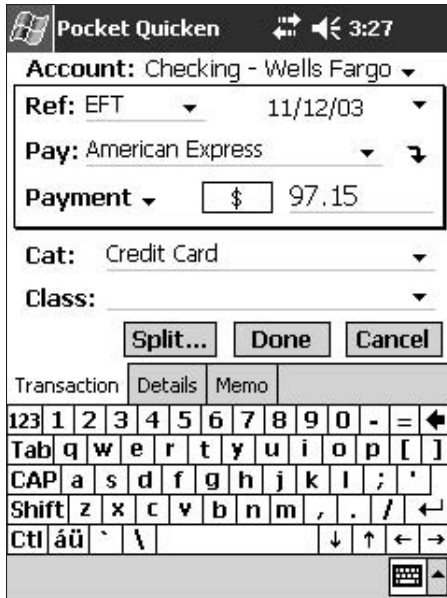 Pocket Quicken 3:27
Account: Checking - Wells Fargo
Ref: EFT 11/12/03
Pay: American Express
Payment $ 97.15
Cat: Credit Card
Class:
Split... Done Cancel
Transaction Details Memo
123 1 2 3 4 5 6 7 8 9 0 - =
Tab q w e r t y u i o p [ ]
CAP a s d f g h j k l ; '
Shift z x c v b n m , . /
Ctl áü ` \